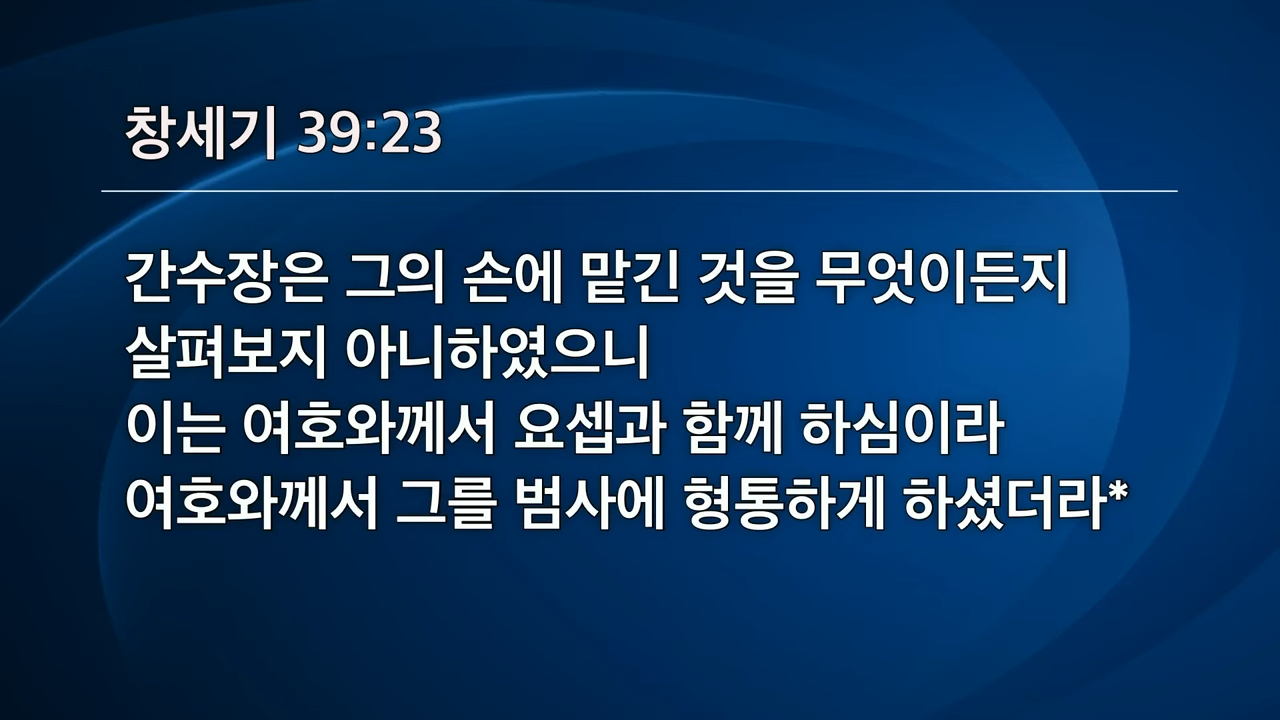 창세기 39:23
간수장은 그의 손에 맡긴 것을 무엇이든지
살펴보지 아니하였으니
이는 여호와께서 요셉과 함께 하심이라
여호와께서 그를 범사에 형통하게 하셨더라*